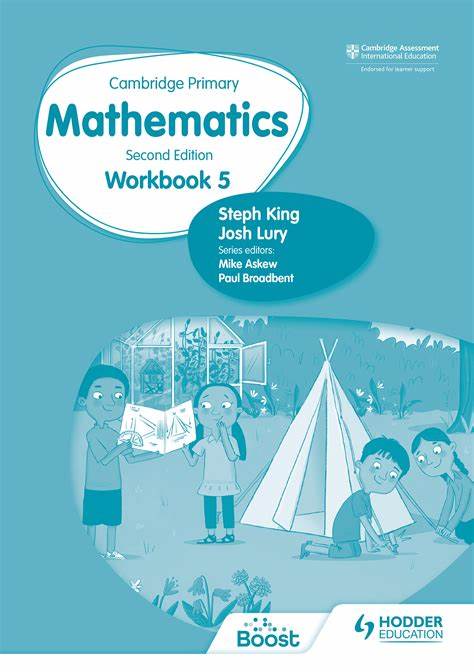 Cambridge Assessment
International Education
Endorsed for learner support
Cambridge Primary
Mathematics
Second Edition
Workbook 5
Steph King
Josh Lury
Series editors:
Mike Askew
Paul Broadbent
Boost
HODDER
EDUCATION